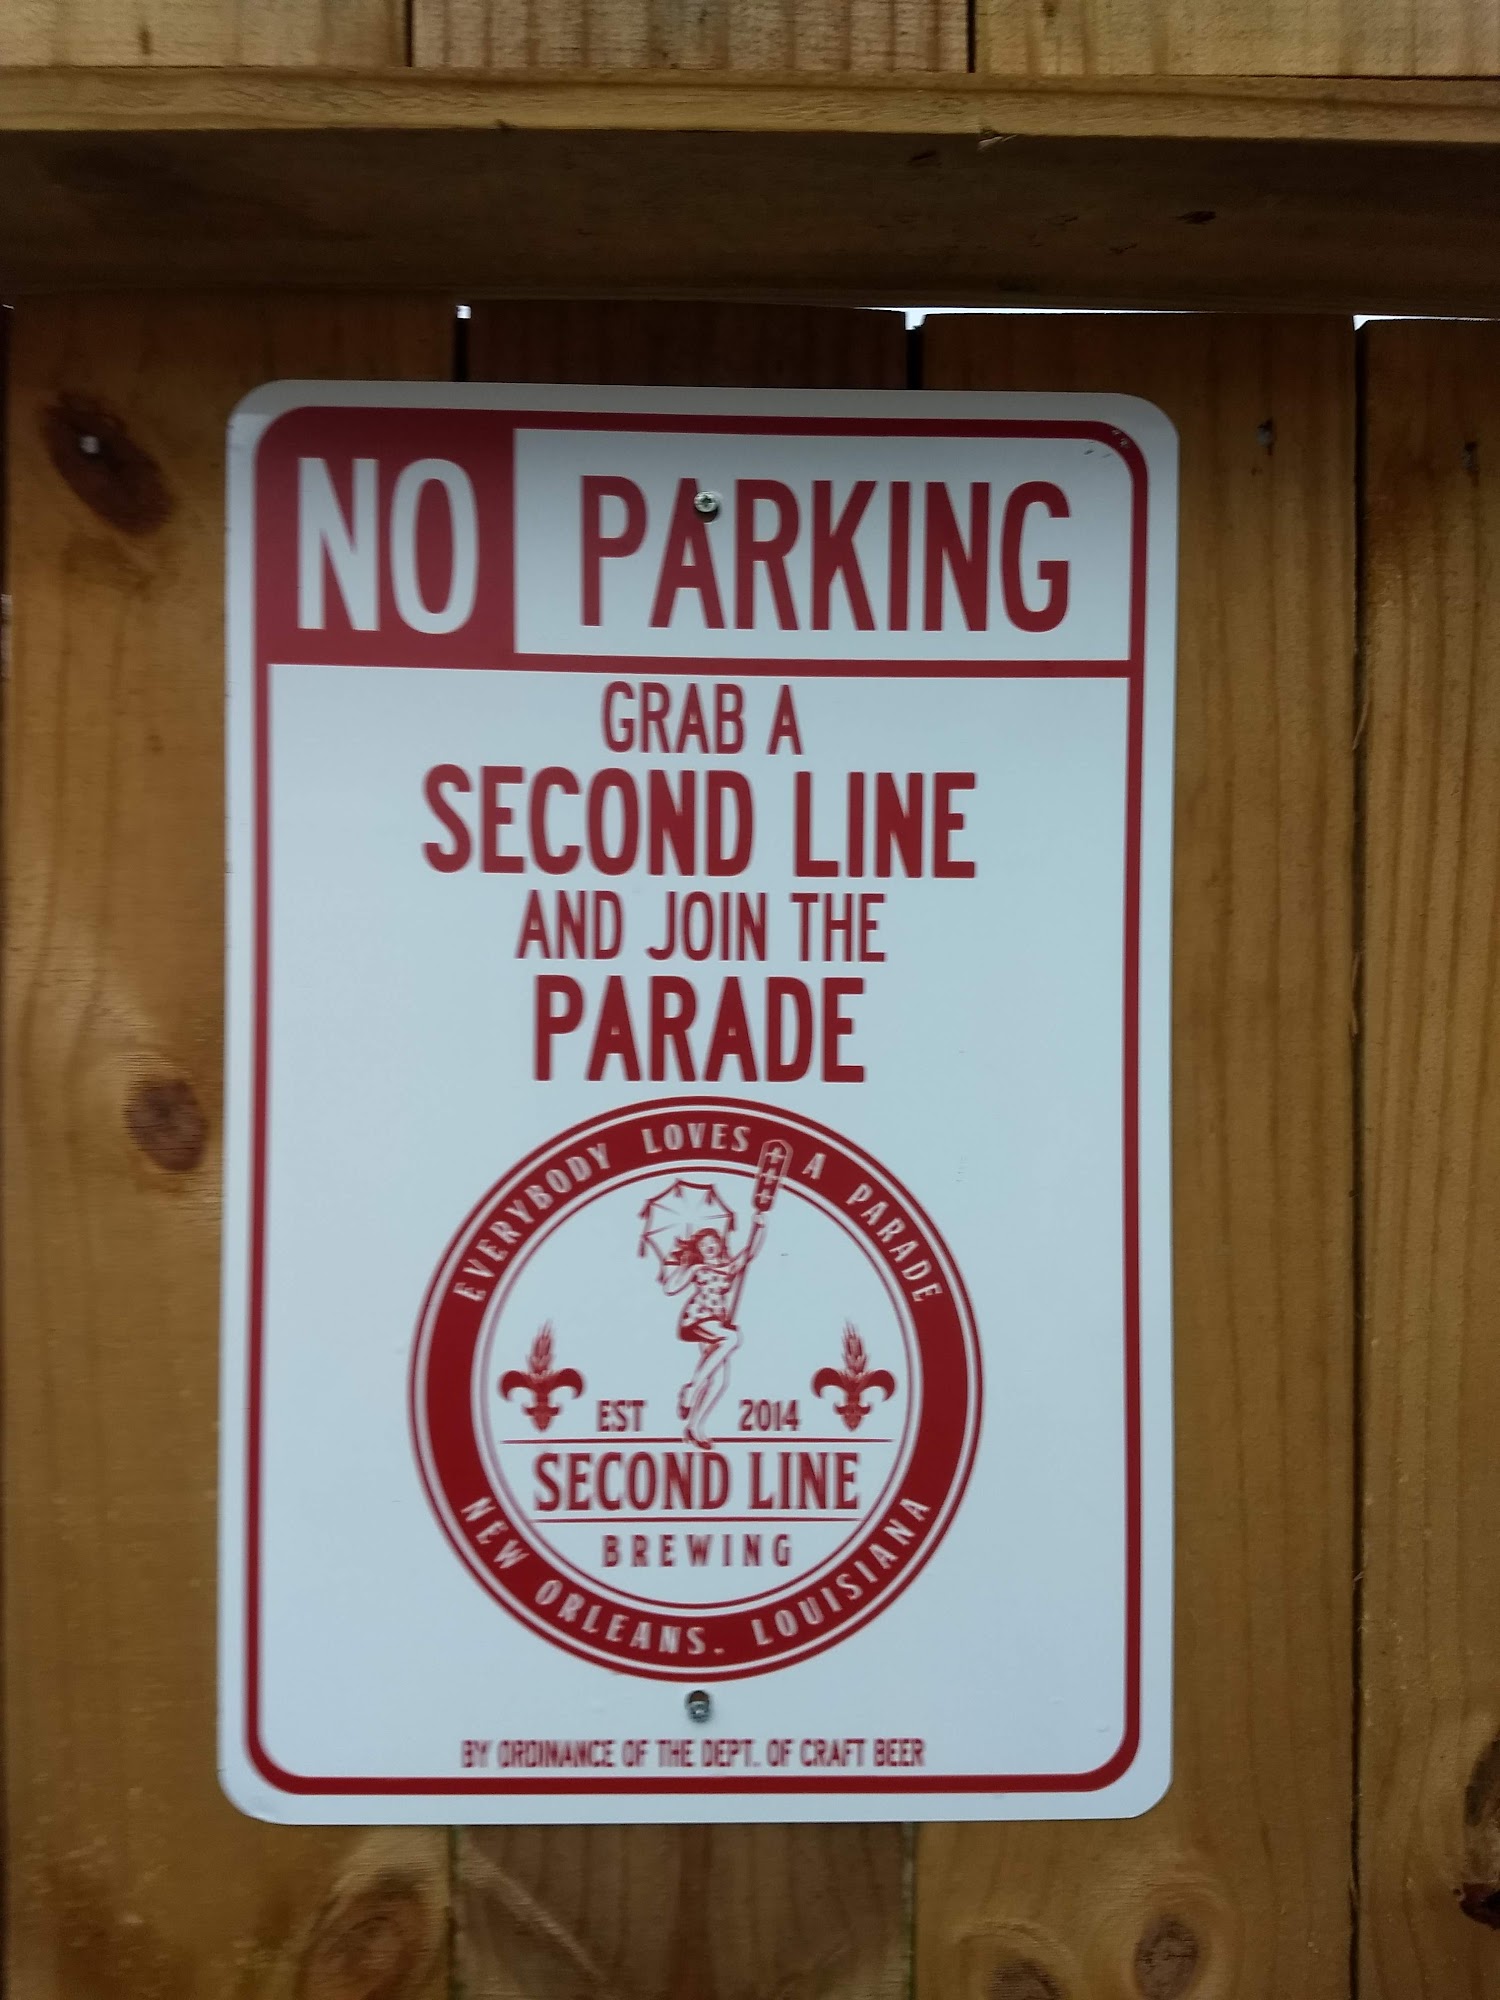 NO PARKING
GRAB A
SECOND LINE
AND JOIN THE
PARADE
EVERYBODY LOVES A PARADE
EST 2014
SECOND LINE
BREWING
NEW ORLEANS, LOUISIANA
BY ORDINANCE OF THE DEPT. OF CRAFT BEER